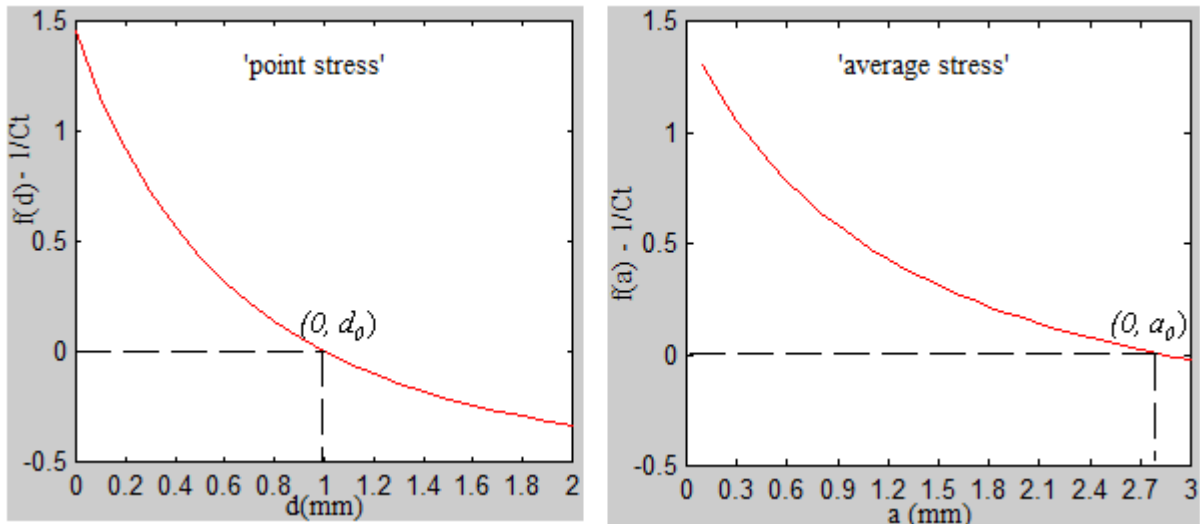 1.5
1
0.5
0
-0.5
f(d) - 1/Ct
'point stress'
(0, d0)
0 0.2 0.4 0.6 0.8 1 1.2 1.4 1.6 1.8 2
d(mm)
1.5
1
0.5
0
-0.5
f(a) - 1/Ct
'average stress'
(0, a0)
0 0.3 0.6 0.9 1.2 1.5 1.8 2.1 2.4 2.7 3
a (mm)